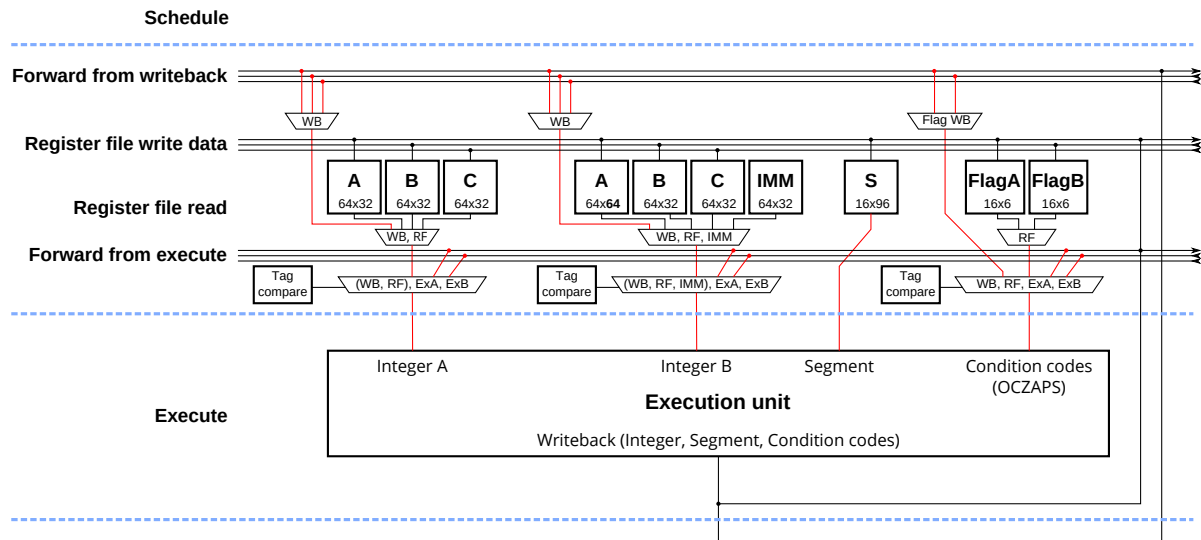 Schedule
Forward from writeback
WB
WB
Flag WB
Register file write data
A
64x32
B
64x32
C
64x32
A
64x64
B
64x32
C
64x32
IMM
64x32
S
16x96
FlagA
16x6
FlagB
16x6
Register file read
WB, RF
WB, RF, IMM
RF
Forward from execute
Tag
compare
(WB, RF), ExA, ExB
Tag
compare
(WB, RF, IMM), ExA, ExB
Tag
compare
WB, RF, ExA, ExB
Integer A
Integer B
Segment
Condition codes
(OCZAPS)
Execute
Execution unit
Writeback (Integer, Segment, Condition codes)